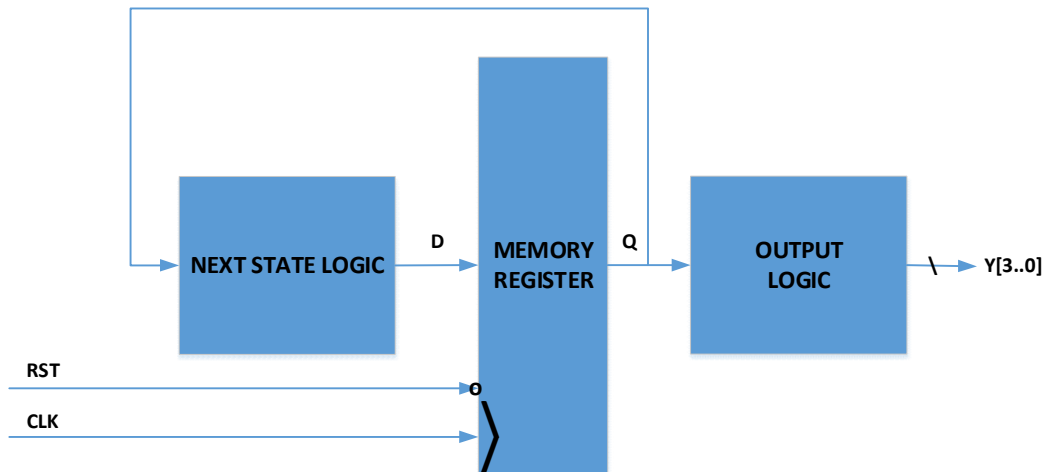 NEXT STATE LOGIC
D
MEMORY
REGISTER
Q
OUTPUT
LOGIC
\
Y[3..0]
RST
O
CLK